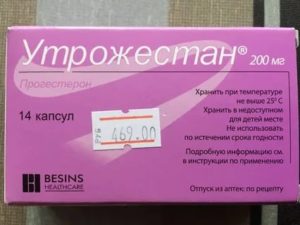 Утрожестан® 200 мг
Прогестерон
14 капсул
Хранить при температуре
не выше 25° С
Хранить в недоступном
для детей месте
Не использовать
по истечении срока годности
РУБ 469.00
Подробную информацию см.
в инструкции по применению
BESINS
HEALTHCARE
Отпуск из аптек: по рецепту